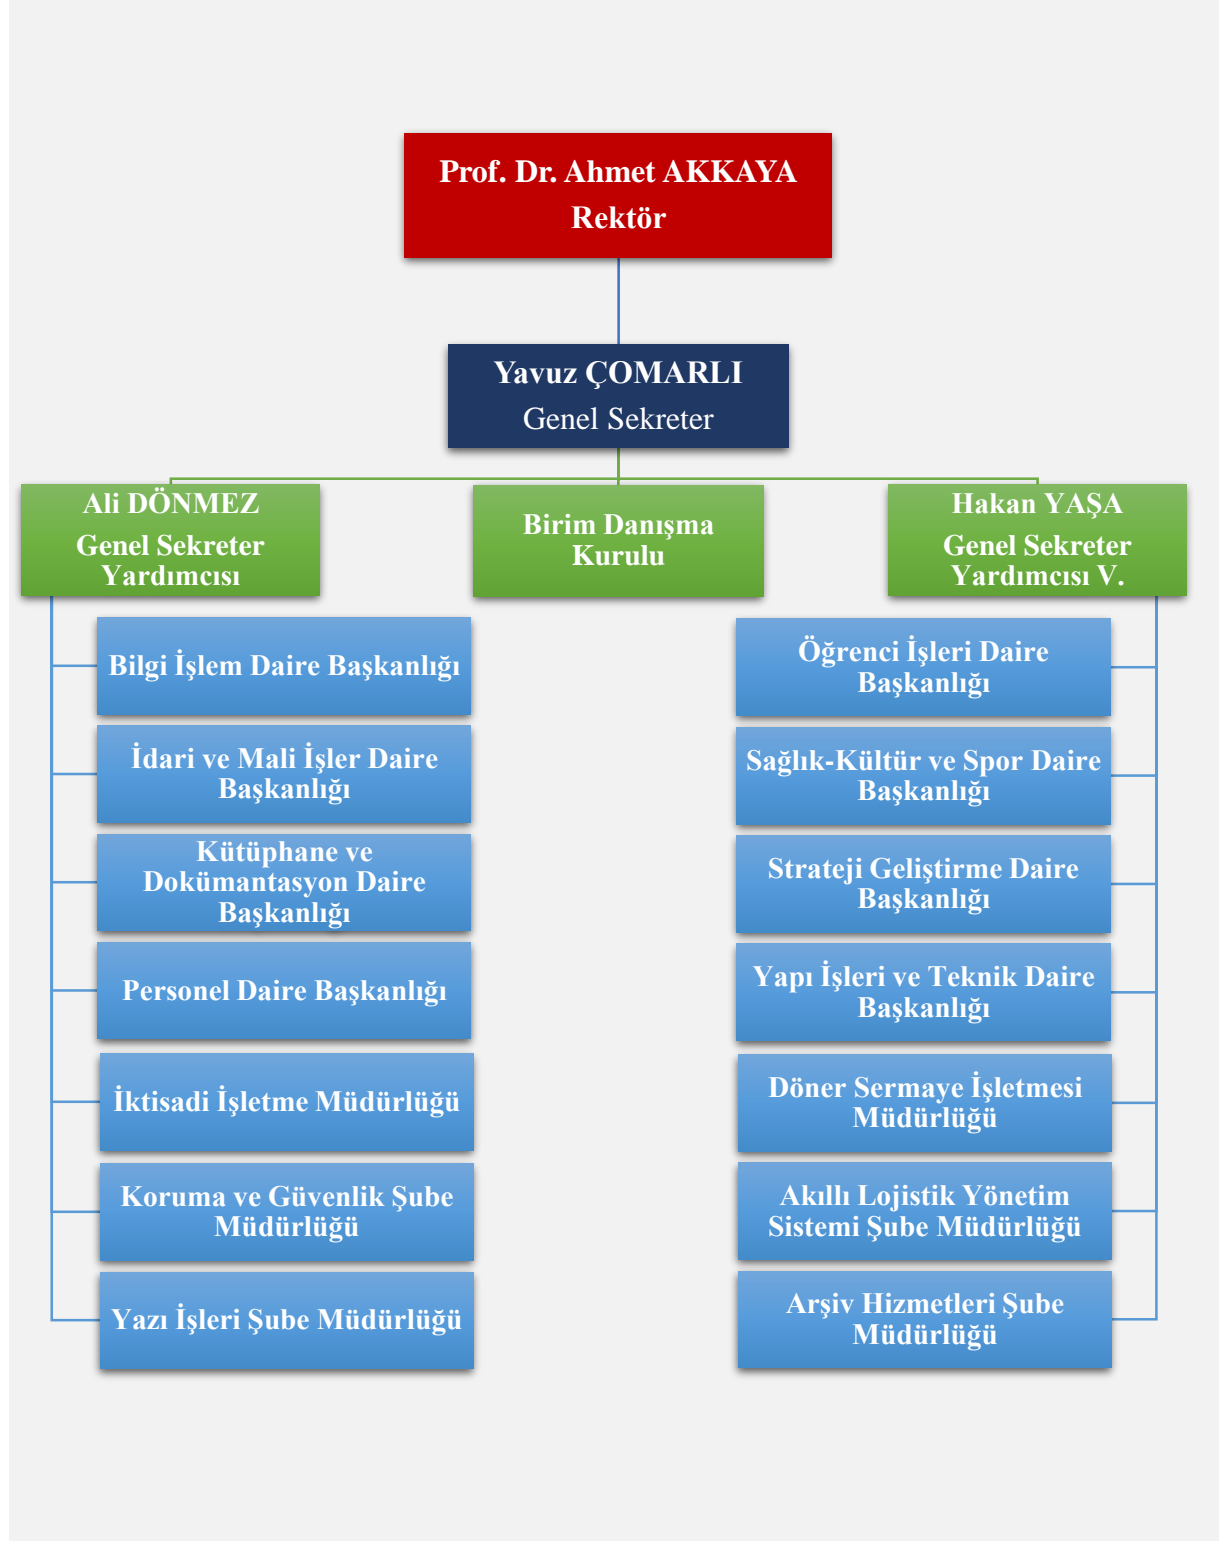 Prof. Dr. Ahmet AKKAYA
Rektör
Yavuz ÇOMARLI
Genel Sekreter
Ali DÖNMEZ
Genel Sekreter
Yardımcısı
Birim Danışma
Kurulu
Hakan YAŞA
Genel Sekreter
Yardımcısı V.
Bilgi İşlem Daire Başkanlığı
İdari ve Mali İşler Daire
Başkanlığı
Kütüphane ve
Dokümantasyon Daire
Başkanlığı
Personel Daire Başkanlığı
İktisadi İşletme Müdürlüğü
Koruma ve Güvenlik Şube
Müdürlüğü
Yazı İşleri Şube Müdürlüğü
Öğrenci İşleri Daire
Başkanlığı
Sağlık-Kültür ve Spor Daire
Başkanlığı
Strateji Geliştirme Daire
Başkanlığı
Yapı İşleri ve Teknik Daire
Başkanlığı
Döner Sermaye İşletmesi
Müdürlüğü
Akıllı Lojistik Yönetim
Sistemi Şube Müdürlüğü
Arşiv Hizmetleri Şube
Müdürlüğü